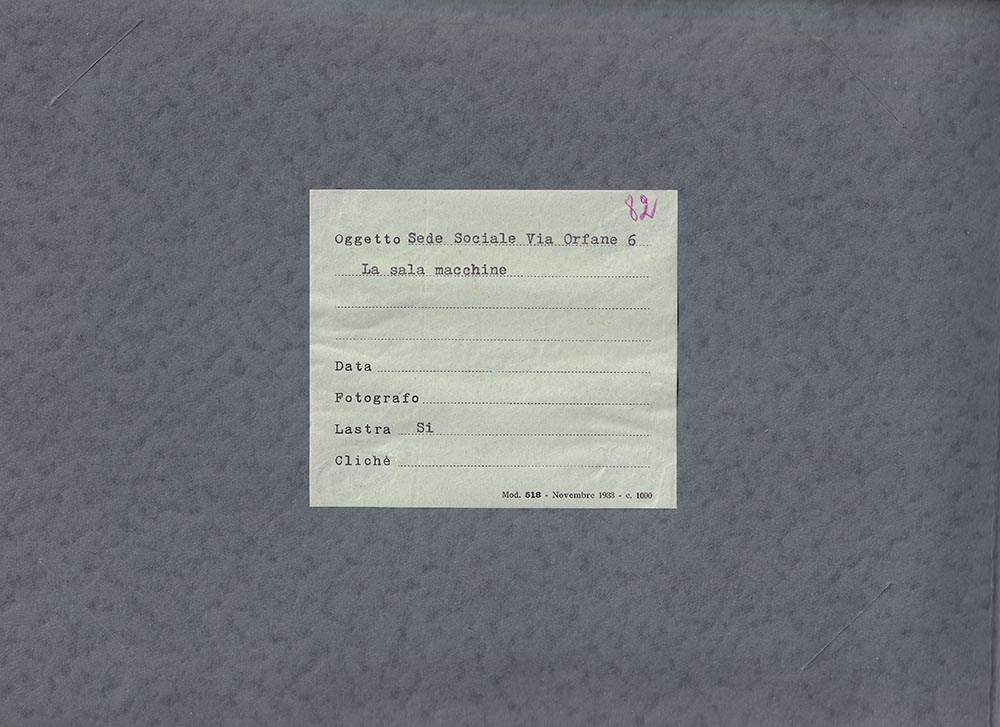 82
Oggetto Sede Sociale Via Orfane 6
La sala macchine
Data
Fotografo
Lastra Si
Clichè
Mod. 518 - Novembre 1933 - c. 1000